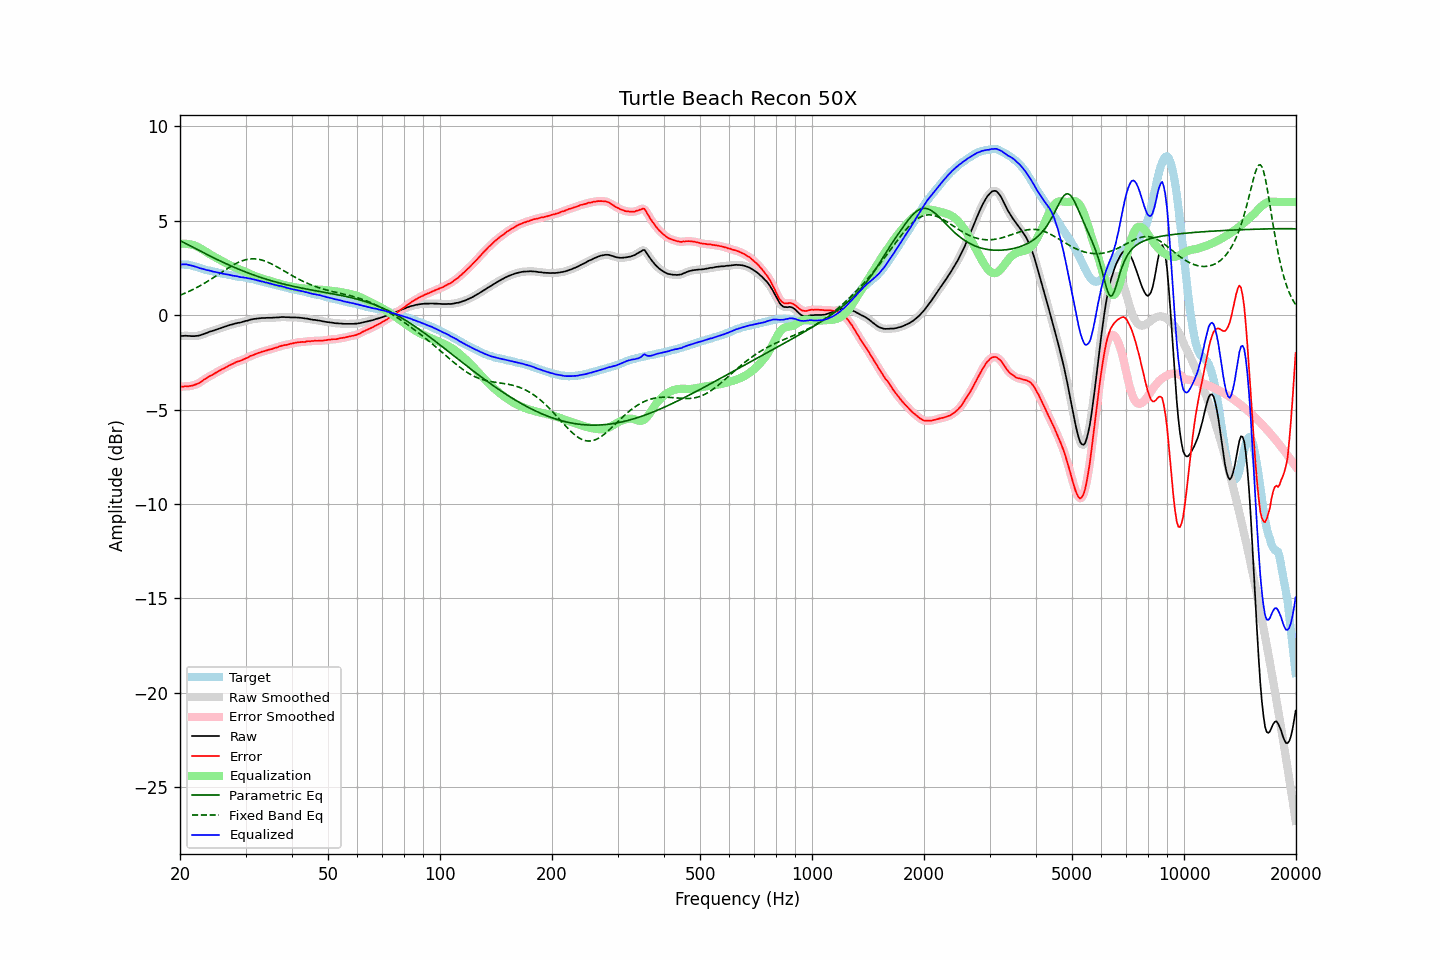 Turtle Beach Recon 50X
Amplitude (dBr)
10
5
0
−5
−10
−15
−20
−25
Target
Raw Smoothed
Error Smoothed
Raw
Error
Equalization
Parametric Eq
Fixed Band Eq
Equalized
20 50 100 200 500 1000 2000 5000 10000 20000
Frequency (Hz)